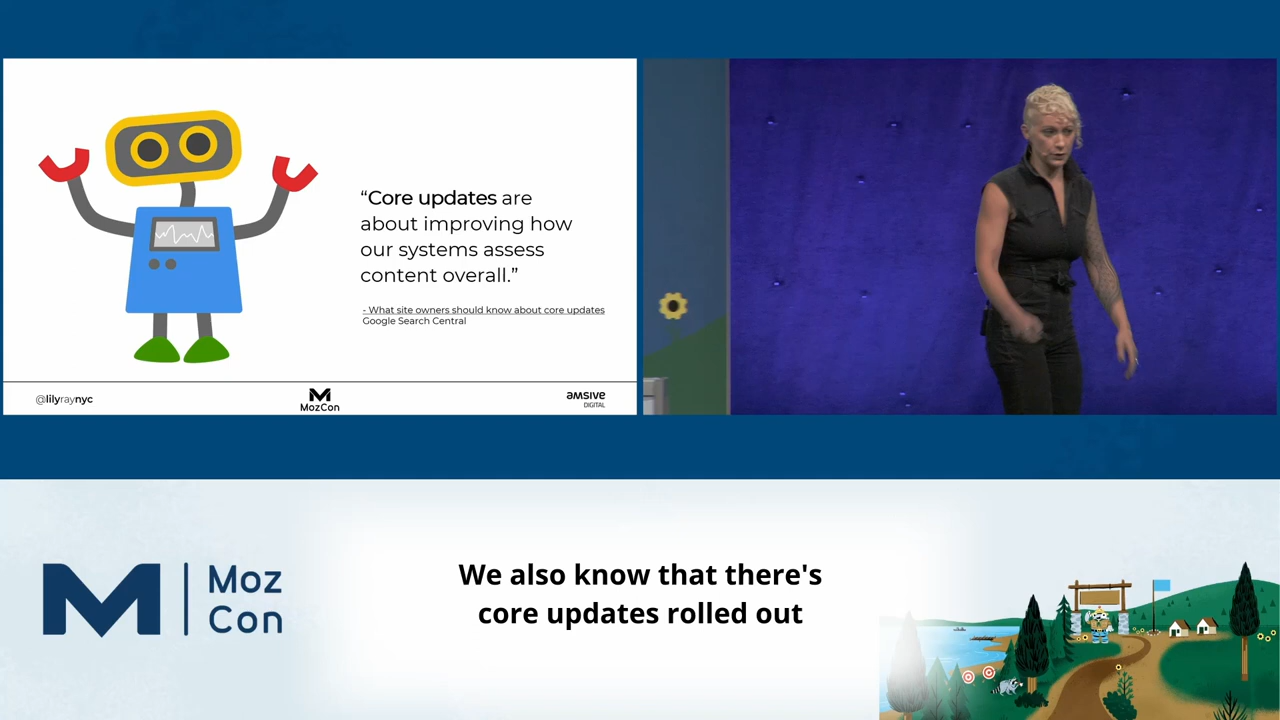 “Core updates are
about improving how
our systems assess
content overall.”
- What site owners should know about core updates
Google Search Central
@lilyraynyc
MozCon
amsive
DIGITAL
Moz
Con
We also know that there's
core updates rolled out